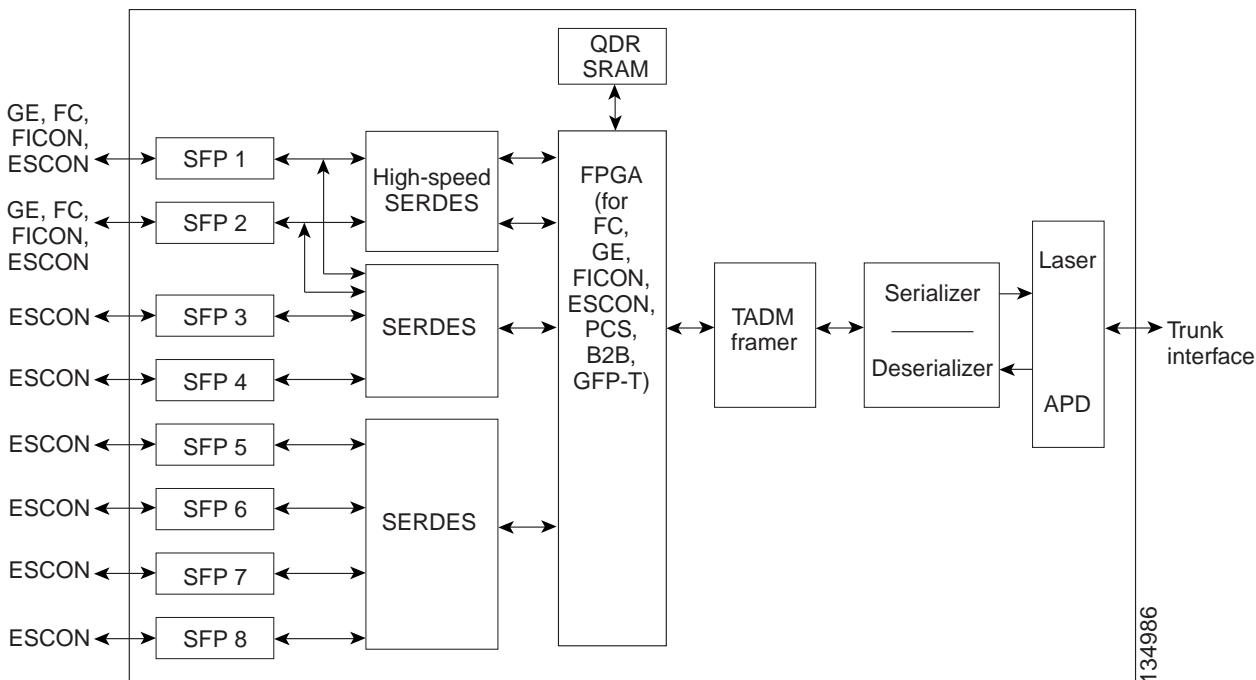 QDR
SRAM
GE, FC,
FICON,
ESCON
SFP 1
High-speed
SERDES
FPGA
(for
FC,
GE,
FICON,
ESCON,
PCS,
B2B,
GFP-T)
GE, FC,
FICON,
ESCON
SFP 2
ESCON
SFP 3
SERDES
ESCON
SFP 4
TADM
framer
Serializer
Deserializer
Laser
APD
Trunk
interface
ESCON
SFP 5
ESCON
SFP 6
SERDES
ESCON
SFP 7
ESCON
SFP 8
134986